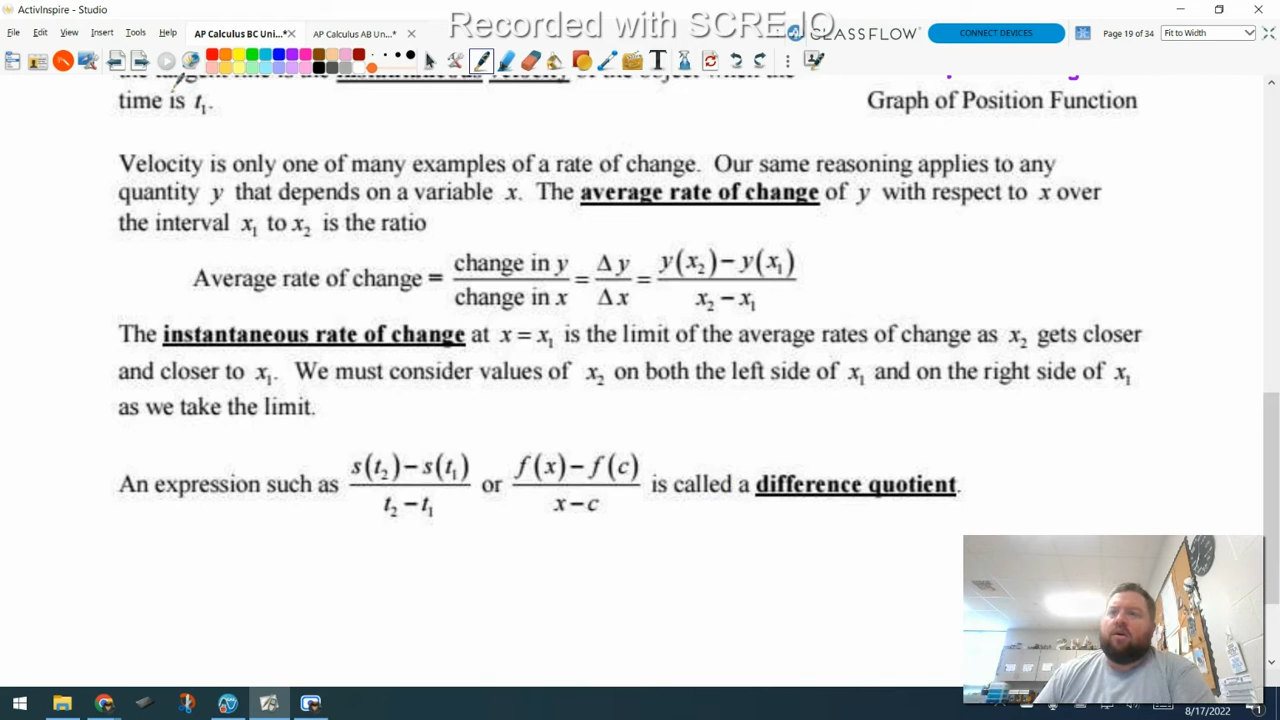 ActivInspire - Studio
Recorded with SCRE.IO
File Edit View Insert Tools Help
AP Calculus BC Uni...*
AP Calculus AB Un...*
CLASSFLOW
CONNECT DEVICES
Page 19 of 34
Fit to Width
time is t₁.
Graph of Position Function
Velocity is only one of many examples of a rate of change. Our same reasoning applies to any
quantity y that depends on a variable x. The average rate of change of y with respect to x over
the interval x₁ to x₂ is the ratio
Average rate of change = change in y / change in x = Δy / Δx = y(x₂) − y(x₁) / x₂ − x₁
The instantaneous rate of change at x = x₁ is the limit of the average rates of change as x₂ gets closer
and closer to x₁. We must consider values of x₂ on both the left side of x₁ and on the right side of x₁
as we take the limit.
An expression such as s(t₂) − s(t₁) / t₂ − t₁ or f(x) − f(c) / x − c is called a difference quotient.
8/17/2022